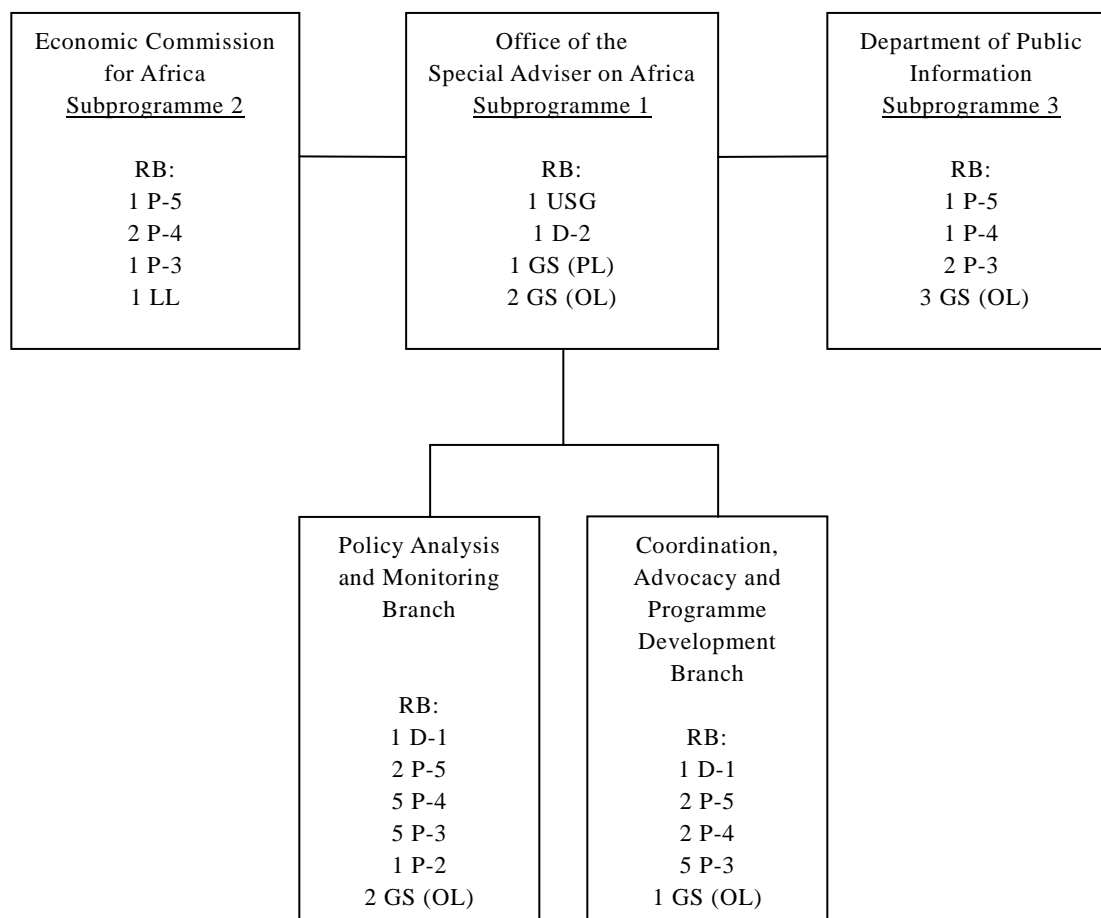 Economic Commission
for Africa
Subprogramme 2
RB:
1 P-5
2 P-4
1 P-3
1 LL
Office of the
Special Adviser on Africa
Subprogramme 1
RB:
1 USG
1 D-2
1 GS (PL)
2 GS (OL)
Department of Public
Information
Subprogramme 3
RB:
1 P-5
1 P-4
2 P-3
3 GS (OL)
Policy Analysis
and Monitoring
Branch
RB:
1 D-1
2 P-5
5 P-4
5 P-3
1 P-2
2 GS (OL)
Coordination,
Advocacy and
Programme
Development
Branch
RB:
1 D-1
2 P-5
2 P-4
5 P-3
1 GS (OL)